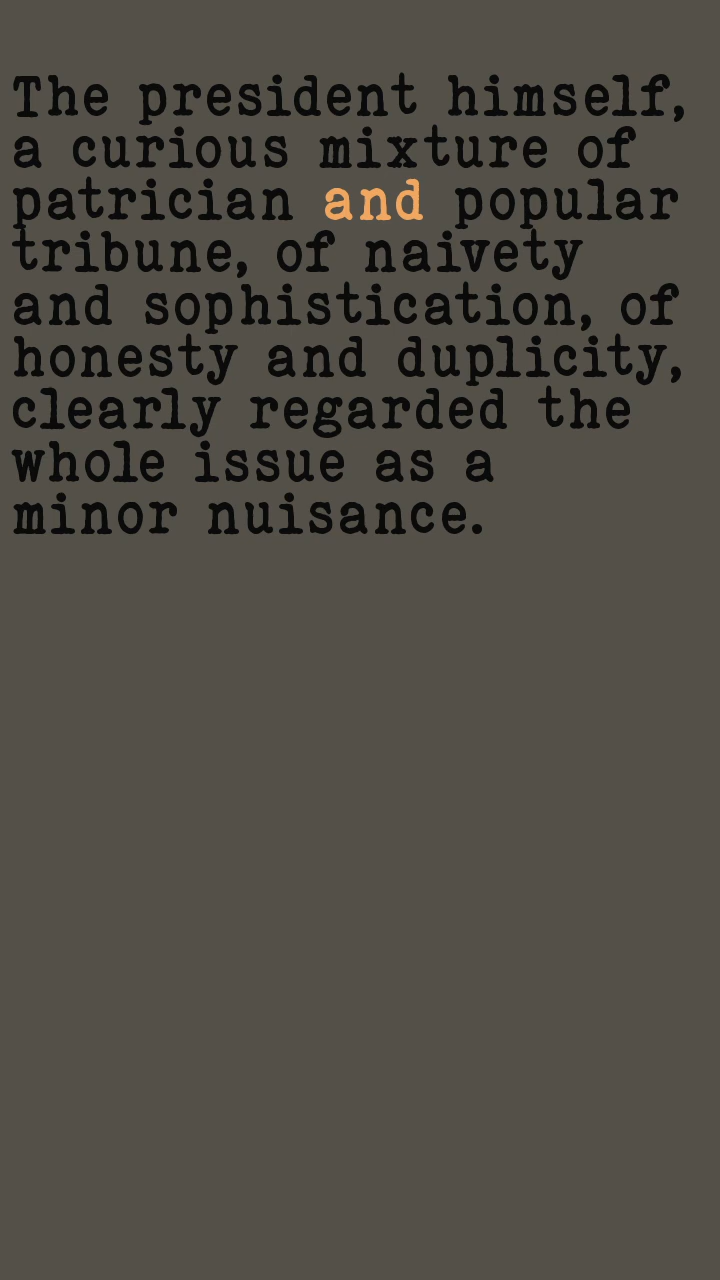 The president himself,
a curious mixture of
patrician and popular
tribune, of naivety
and sophistication, of
honesty and duplicity,
clearly regarded the
whole issue as a
minor nuisance.